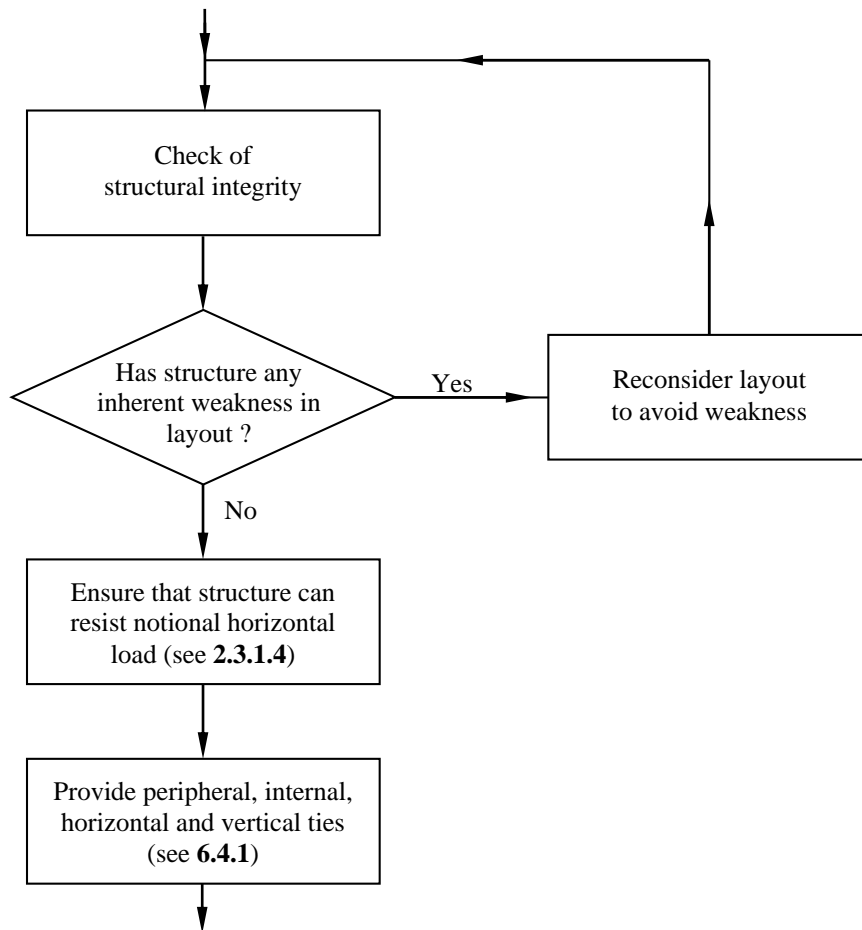 Check of
structural integrity
Has structure any
inherent weakness in
layout ?
Yes
Reconsider layout
to avoid weakness
No
Ensure that structure can
resist notional horizontal
load (see 2.3.1.4)
Provide peripheral, internal,
horizontal and vertical ties
(see 6.4.1)